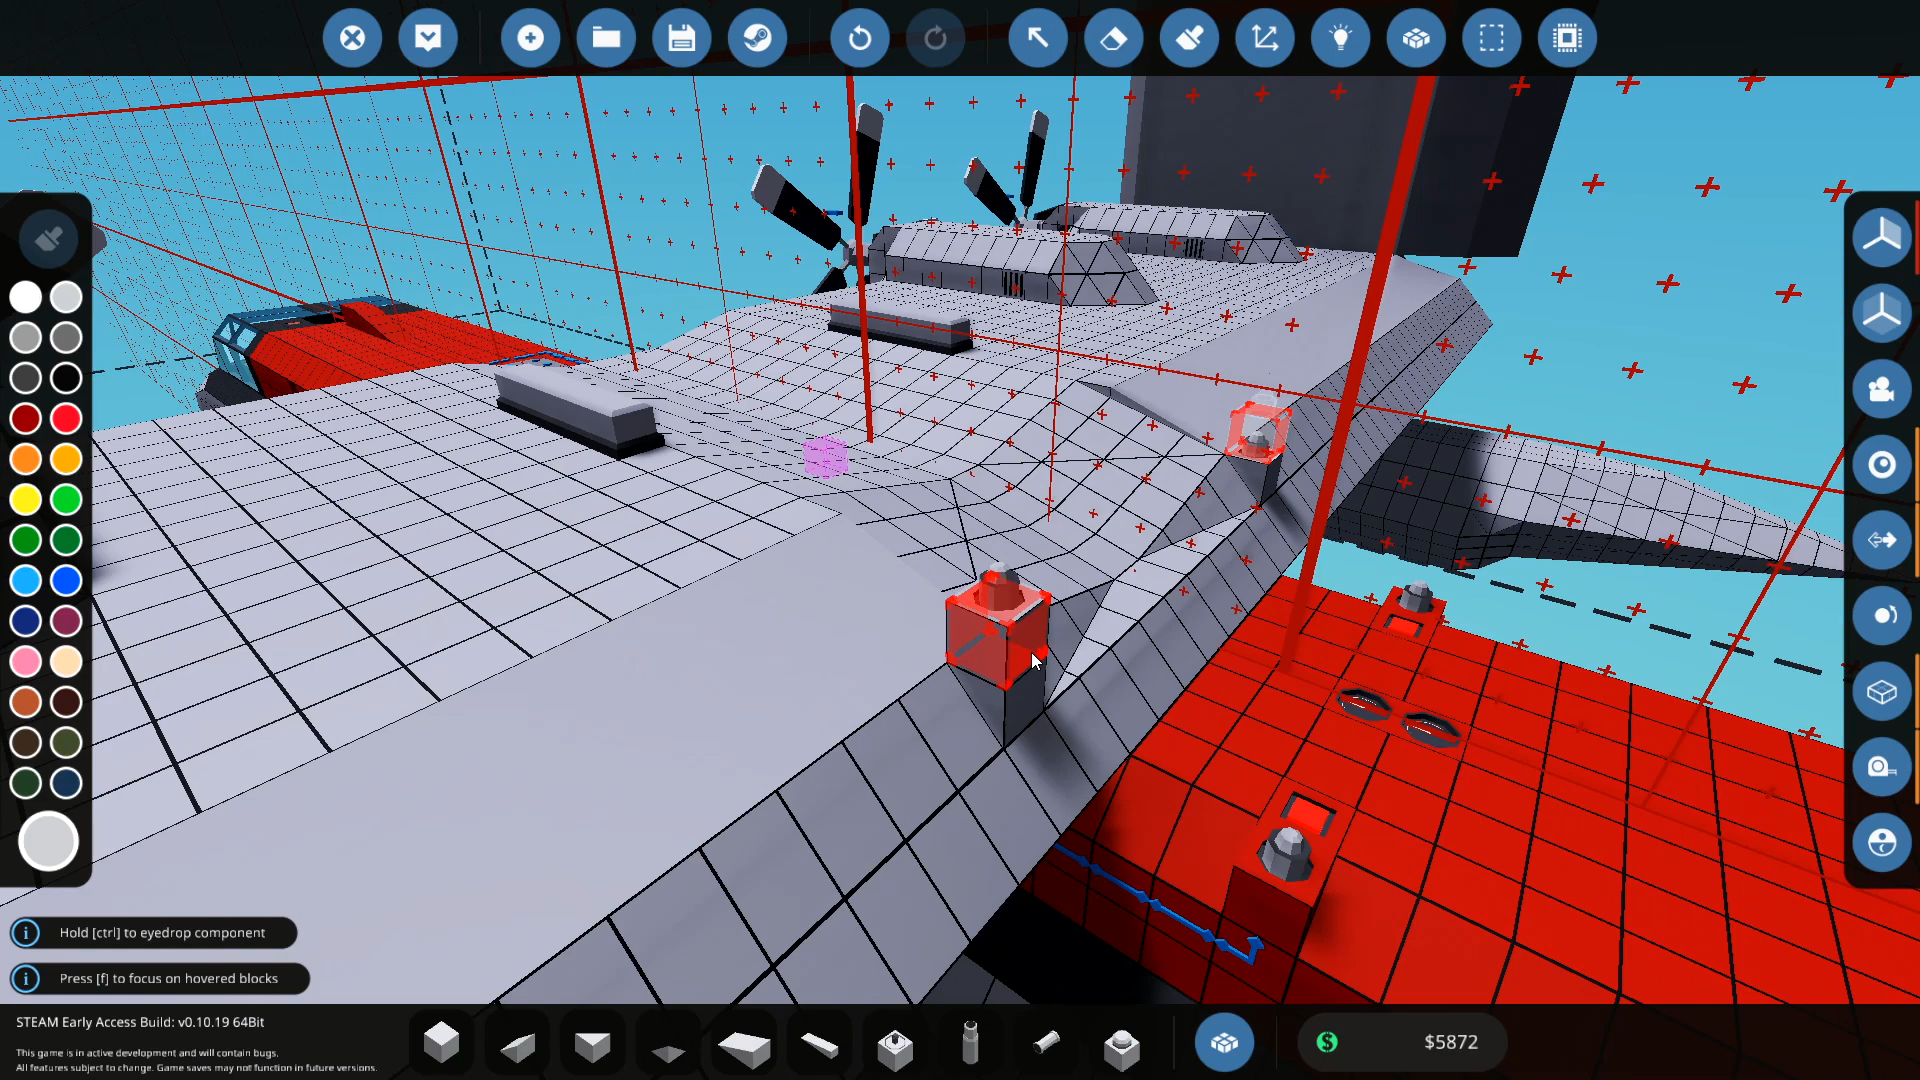 Hold [ctrl] to eyedrop component
Press [f] to focus on hovered blocks
STEAM Early Access Build: v0.10.19 64Bit
This game is in active development and will contain bugs.
All features subject to change. Game saves may not function in future versions.
$5872